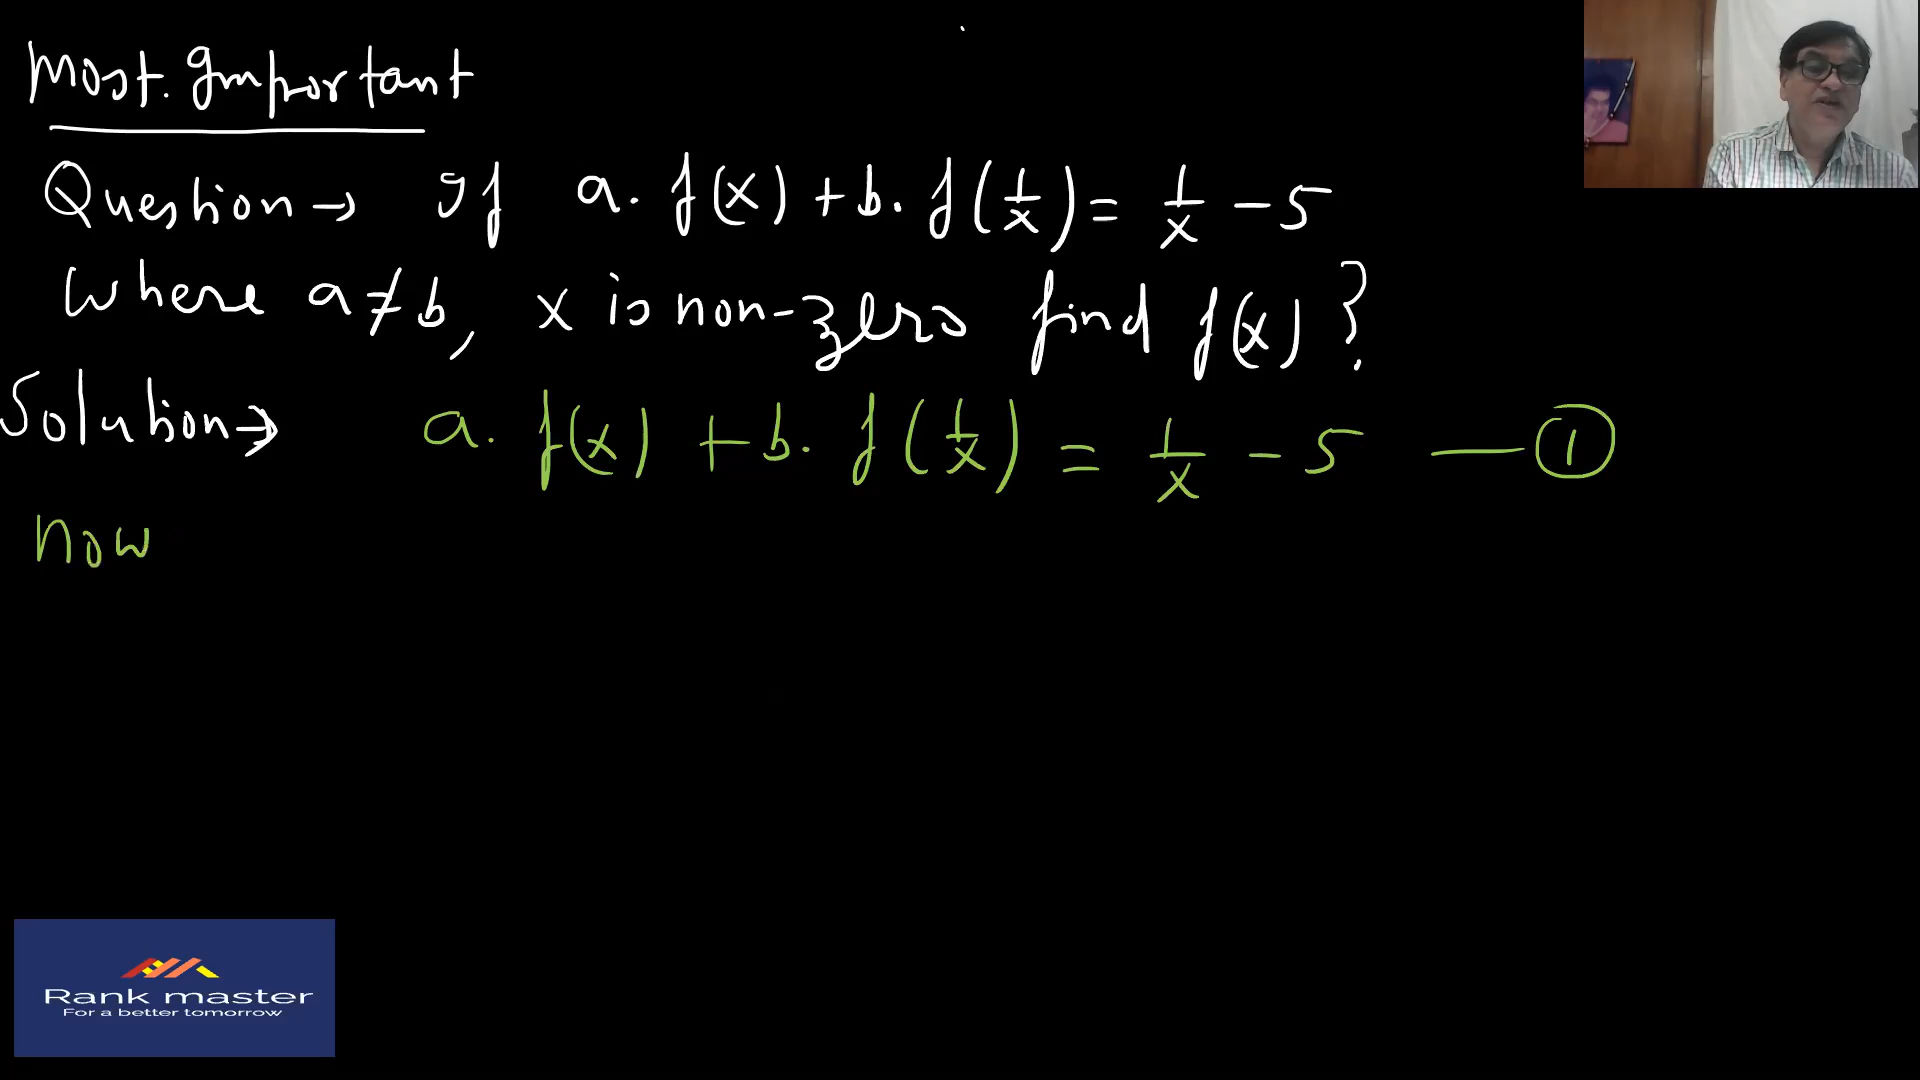 Most. Important
Question → If a. f(x) + b. f(1/x) = 1/x - 5
Where a ≠ b, x is non-zero find f(x) ?
Solution → a. f(x) + b. f(1/x) = 1/x - 5 — ①
now
Rank master
For a better tomorrow